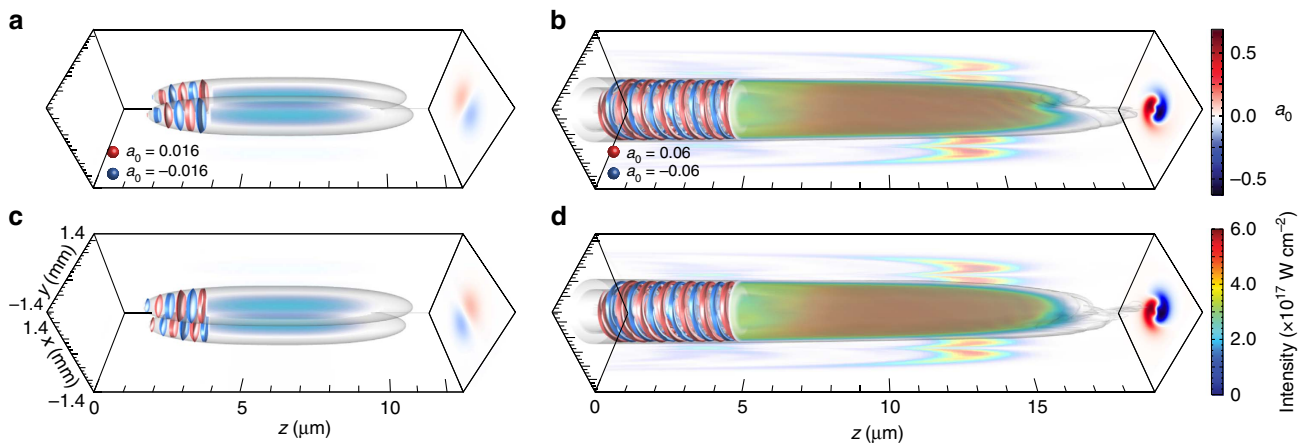 a
b
a₀ = 0.016
a₀ = –0.016
a₀ = 0.06
a₀ = –0.06
0.5
0.0
–0.5
a₀
c
d
1.4
y (mm)
–1.4
1.4
x (mm)
–1.4
0
5
10
z (μm)
0
5
10
15
z (μm)
6.0
4.0
2.0
0
Intensity (×10¹⁷ W cm⁻²)